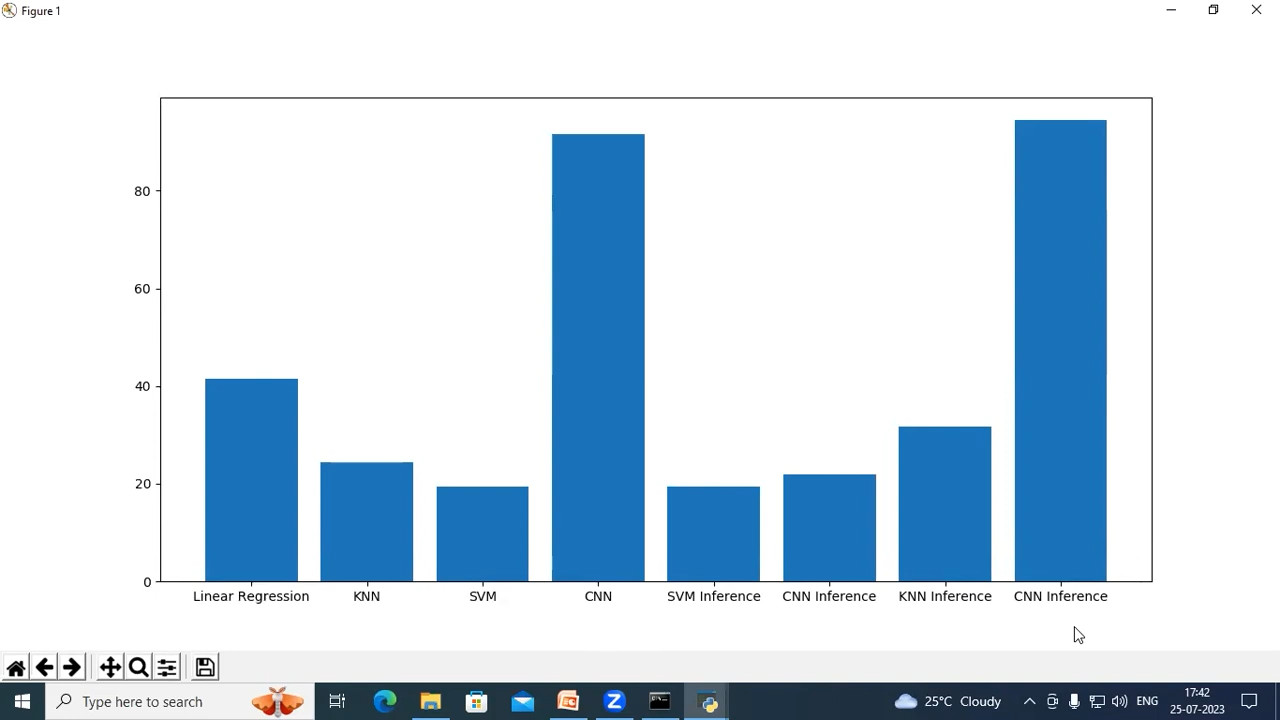 Figure 1
80
60
40
20
0
Linear Regression
KNN
SVM
CNN
SVM Inference
CNN Inference
KNN Inference
CNN Inference
Type here to search
25°C Cloudy
ENG
17:42
25-07-2023